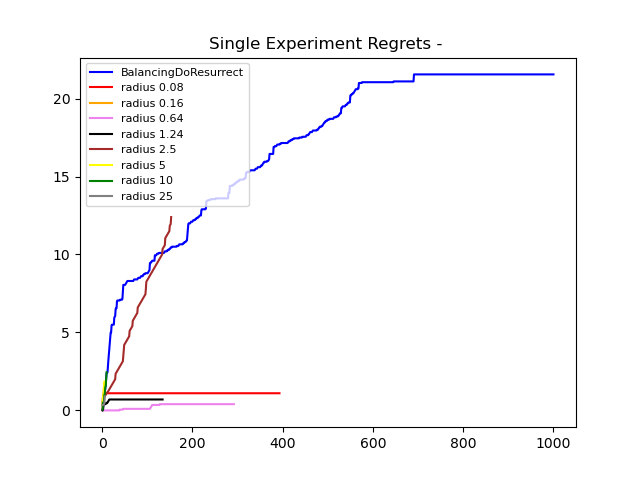 Single Experiment Regrets -
BalancingDoResurrect
radius 0.08
radius 0.16
radius 0.64
radius 1.24
radius 2.5
radius 5
radius 10
radius 25
20
15
10
5
0
0 200 400 600 800 1000